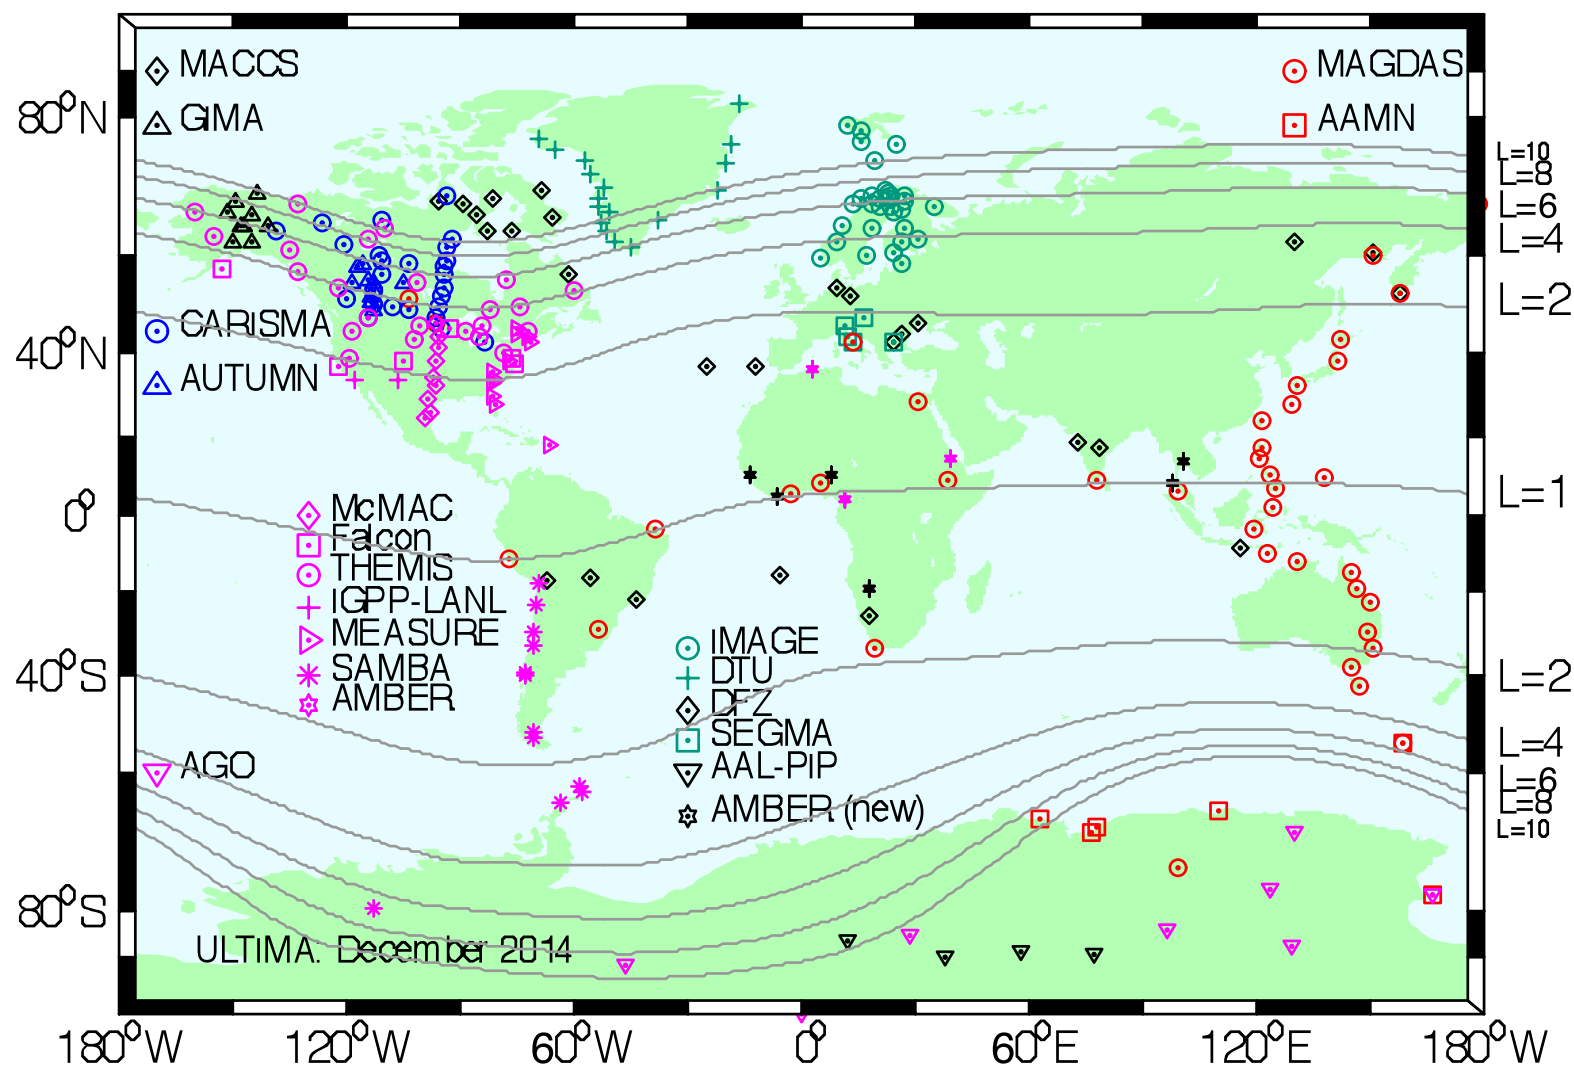 MACCS
MAGDAS
80°N
GIMA
AAMN
L=10
L=8
L=6
L=4
CARISMA
L=2
40°N
AUTUMN
McMAC
L=1
0°
Falcon
THEMIS
IGPP-LANL
MEASURE
IMAGE
SAMBA
DTU
40°S
L=2
AMBER
DFZ
SEGMA
L=4
AGO
AAL-PIP
L=6
L=8
AMBER (new)
L=10
80°S
ULTIMA: December 2014
180°W
120°W
60°W
0°
60°E
120°E
180°W